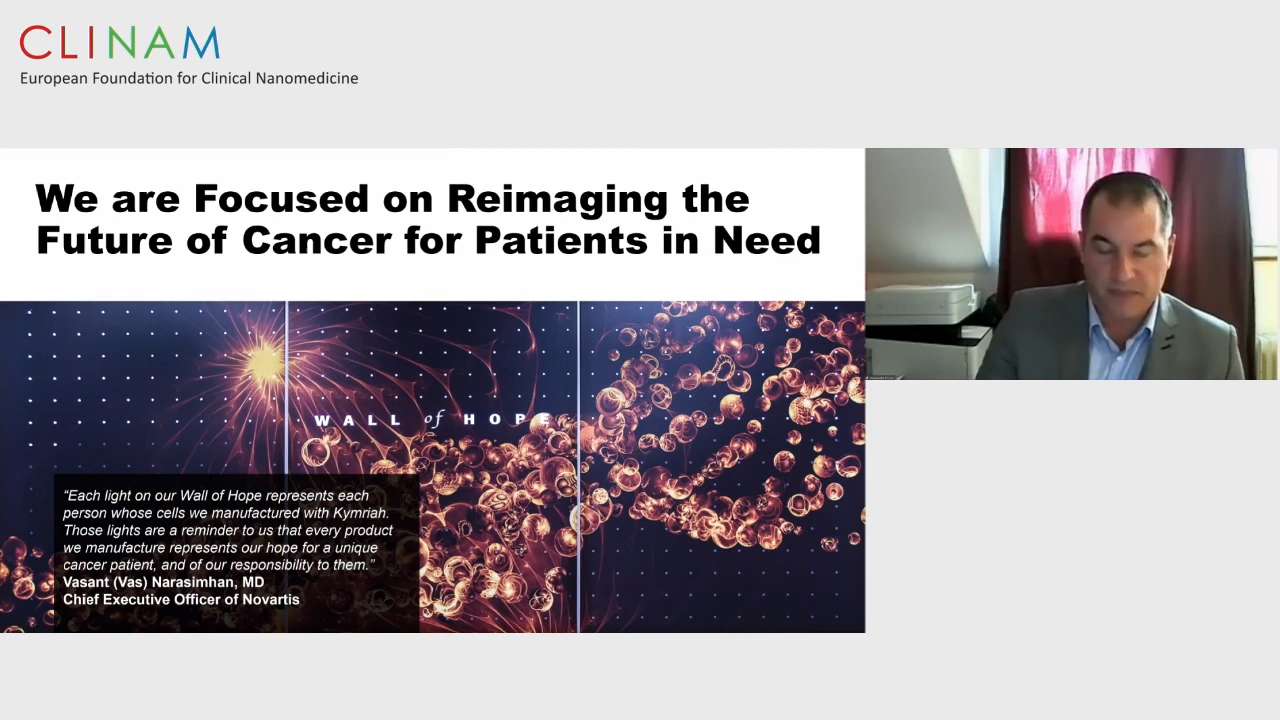 CLINAM
European Foundation for Clinical Nanomedicine
We are Focused on Reimaging the
Future of Cancer for Patients in Need
WALL of HOPE
“Each light on our Wall of Hope represents each
person whose cells we manufactured with Kymriah.
Those lights are a reminder to us that every product
we manufacture represents our hope for a unique
cancer patient, and of our responsibility to them.”
Vasant (Vas) Narasimhan, MD
Chief Executive Officer of Novartis